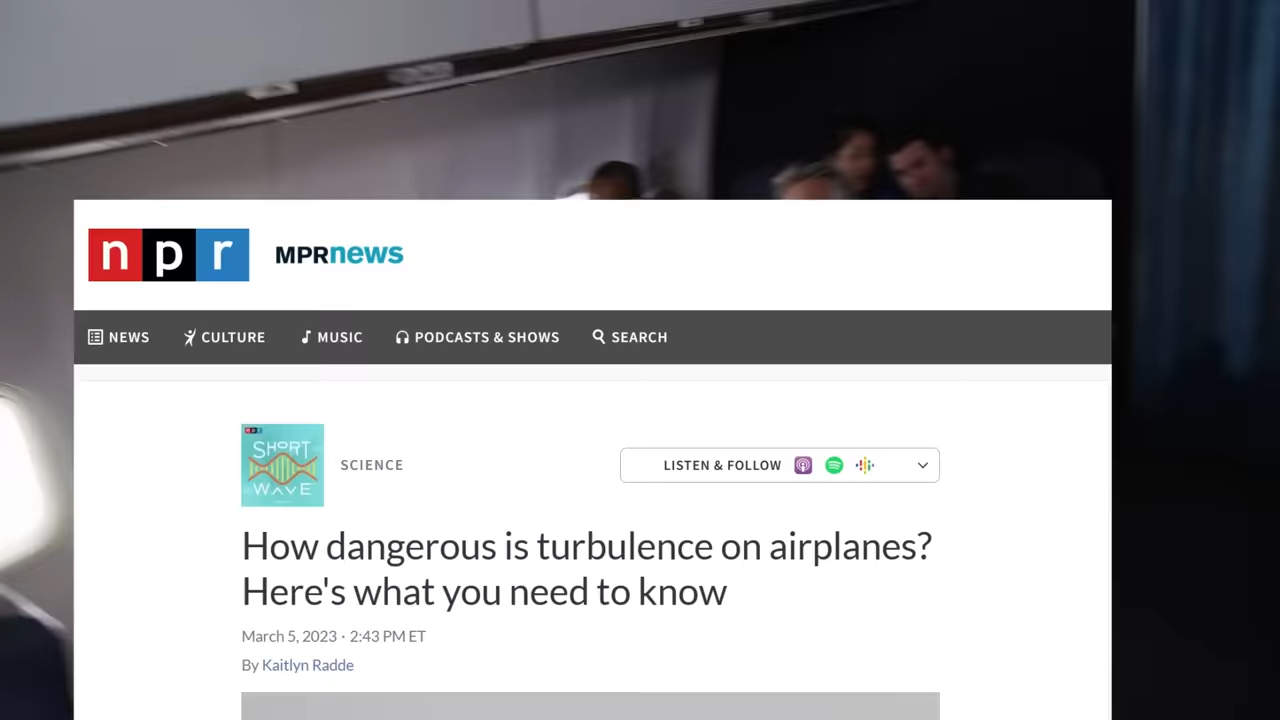 npr MPRnews
NEWS CULTURE MUSIC PODCASTS & SHOWS SEARCH
npr
SHORT
WAVE
SCIENCE
LISTEN & FOLLOW
How dangerous is turbulence on airplanes?
Here's what you need to know
March 5, 2023 · 2:43 PM ET
By Kaitlyn Radde